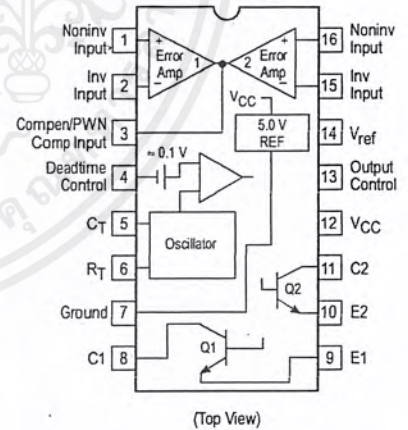 Noninv
Input
1
+
Error
Amp
1
–
Inv
Input
2
Compen/PWN
Comp Input
3
≈ 0.1 V
Deadtime
Control
4
CT
5
RT
6
Oscillator
Ground
7
C1
8
Q1
2
+
Error
Amp
–
16
Noninv
Input
15
Inv
Input
VCC
5.0 V
REF
14
Vref
13
Output
Control
12
VCC
11
C2
Q2
10
E2
9
E1
(Top View)